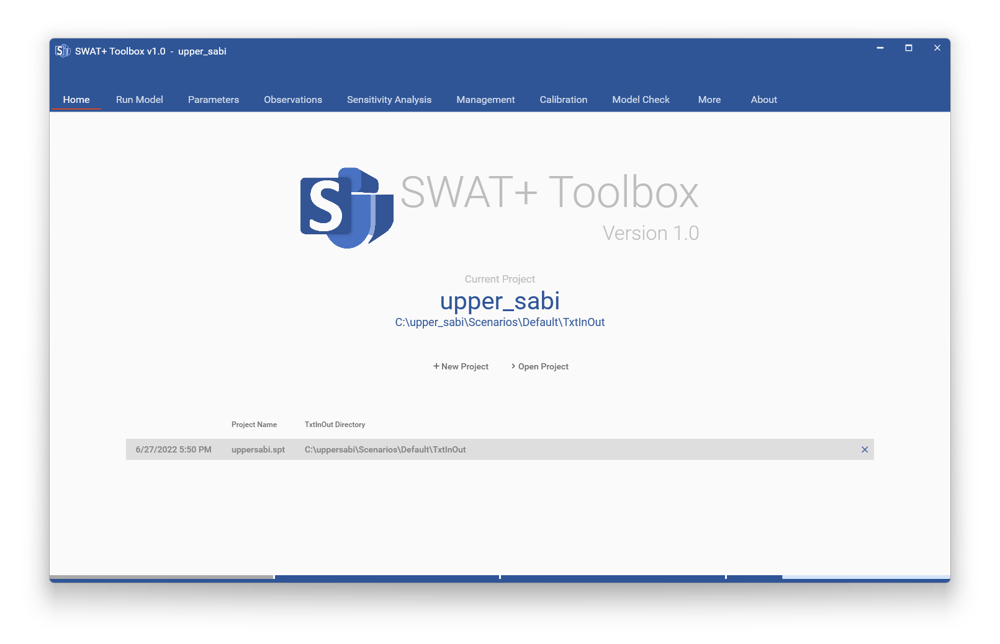 SWAT+ Toolbox v1.0 - upper_sabi
Home Run Model Parameters Observations Sensitivity Analysis Management Calibration Model Check More About
S
SWAT+ Toolbox
Version 1.0
Current Project
upper_sabi
C:\upper_sabi\Scenarios\Default\TxtInOut
+ New Project > Open Project
Project Name TxtInOut Directory
6/27/2022 5:50 PM uppersabi.spt C:\uppersabi\Scenarios\Default\TxtInOut